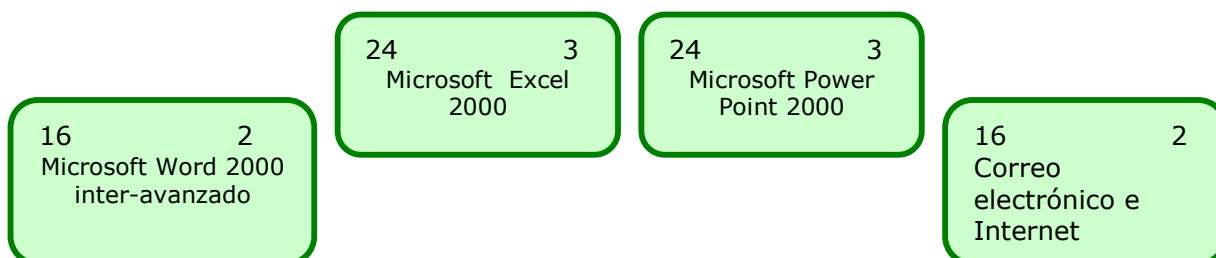 16 2
Microsoft Word 2000
inter-avanzado
24 3
Microsoft Excel
2000
24 3
Microsoft Power
Point 2000
16 2
Correo
electrónico e
Internet